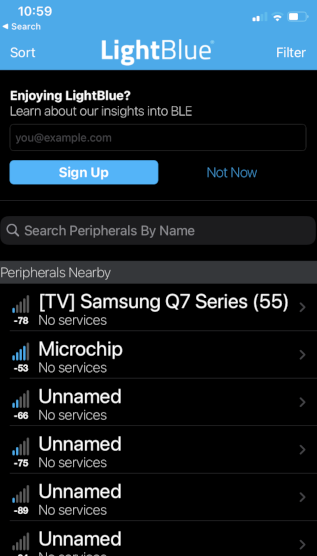 10:59
◀ Search
Sort
LightBlue®
Filter
Enjoying LightBlue?
Learn about our insights into BLE
you@example.com
Sign Up
Not Now
Search Peripherals By Name
Peripherals Nearby
[TV] Samsung Q7 Series (55)
-78
No services
Microchip
-53
No services
Unnamed
-66
No services
Unnamed
-75
No services
Unnamed
-89
No services
Unnamed